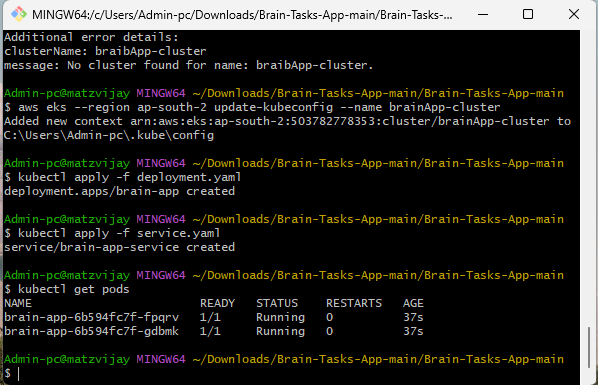 MINGW64:/c/Users/Admin-pc/Downloads/Brain-Tasks-App-main/Brain-Tasks-...
Additional error details:
clusterName: braibApp-cluster
message: No cluster found for name: braibApp-cluster.
Admin-pc@matzvijay MINGW64 ~/Downloads/Brain-Tasks-App-main/Brain-Tasks-App-main
$ aws eks --region ap-south-2 update-kubeconfig --name brainApp-cluster
Added new context arn:aws:eks:ap-south-2:503782778353:cluster/brainApp-cluster to
C:\Users\Admin-pc\.kube\config
Admin-pc@matzvijay MINGW64 ~/Downloads/Brain-Tasks-App-main/Brain-Tasks-App-main
$ kubectl apply -f deployment.yaml
deployment.apps/brain-app created
Admin-pc@matzvijay MINGW64 ~/Downloads/Brain-Tasks-App-main/Brain-Tasks-App-main
$ kubectl apply -f service.yaml
service/brain-app-service created
Admin-pc@matzvijay MINGW64 ~/Downloads/Brain-Tasks-App-main/Brain-Tasks-App-main
$ kubectl get pods
NAME READY STATUS RESTARTS AGE
brain-app-6b594fc7f-fpqrv 1/1 Running 0 37s
brain-app-6b594fc7f-gdbmk 1/1 Running 0 37s
Admin-pc@matzvijay MINGW64 ~/Downloads/Brain-Tasks-App-main/Brain-Tasks-App-main
$